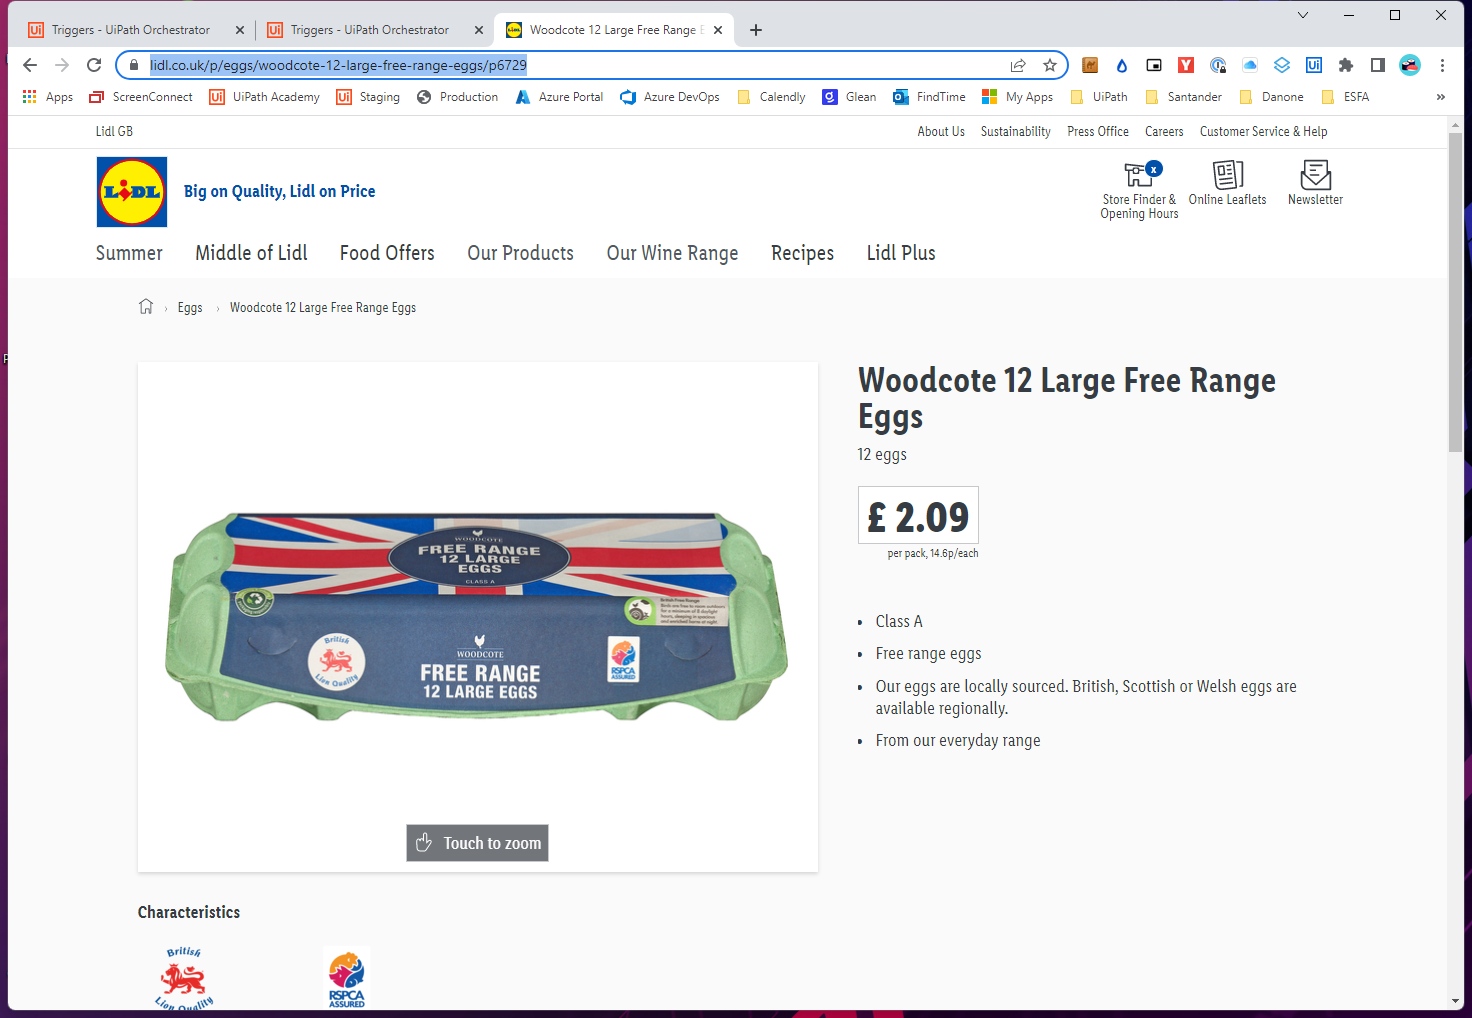 Triggers - UiPath Orchestrator
Triggers - UiPath Orchestrator
Woodcote 12 Large Free Range E
lidl.co.uk/p/eggs/woodcote-12-large-free-range-eggs/p6729
Apps
ScreenConnect
UiPath Academy
Staging
Production
Azure Portal
Azure DevOps
Calendly
Glean
FindTime
My Apps
UiPath
Santander
Danone
ESFA
Lidl GB
About Us
Sustainability
Press Office
Careers
Customer Service & Help
LIDL
Big on Quality, Lidl on Price
x
Store Finder &
Opening Hours
Online Leaflets
Newsletter
Summer
Middle of Lidl
Food Offers
Our Products
Our Wine Range
Recipes
Lidl Plus
Eggs
Woodcote 12 Large Free Range Eggs
Woodcote 12 Large Free Range
Eggs
12 eggs
£ 2.09
per pack, 14.6p/each
Class A
Free range eggs
Our eggs are locally sourced. British, Scottish or Welsh eggs are
available regionally.
From our everyday range
WOODCOTE
FREE RANGE
12 LARGE
EGGS
CLASS A
British Free Range
British
Lion Quality
WOODCOTE
FREE RANGE
12 LARGE EGGS
RSPCA
ASSURED
Touch to zoom
Characteristics
British
Lion Quality
RSPCA
ASSURED